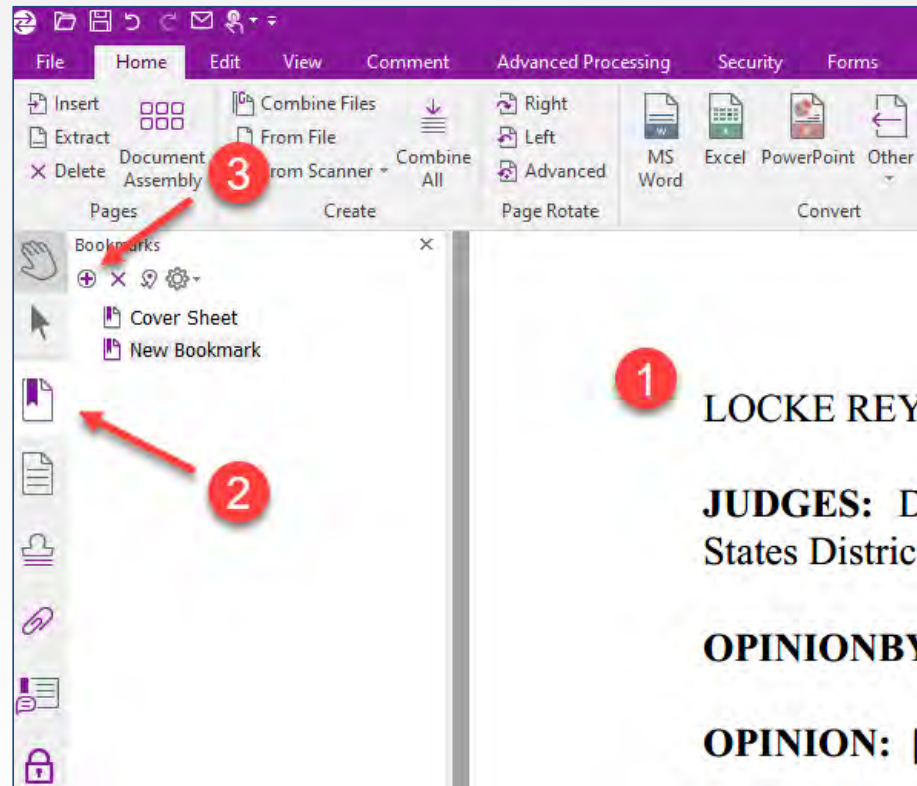 File Home Edit View Comment Advanced Processing Security Forms
Insert
Extract
Delete
Document
Assembly
Pages
Combine Files
From File
rom Scanner
Combine
All
Create
Right
Left
Advanced
Page Rotate
MS
Word
Excel
PowerPoint
Other
Convert
3
Bookmarks
Cover Sheet
New Bookmark
2
1
LOCKE REY
JUDGES: D
States Distric
OPINIONBY
OPINION: [